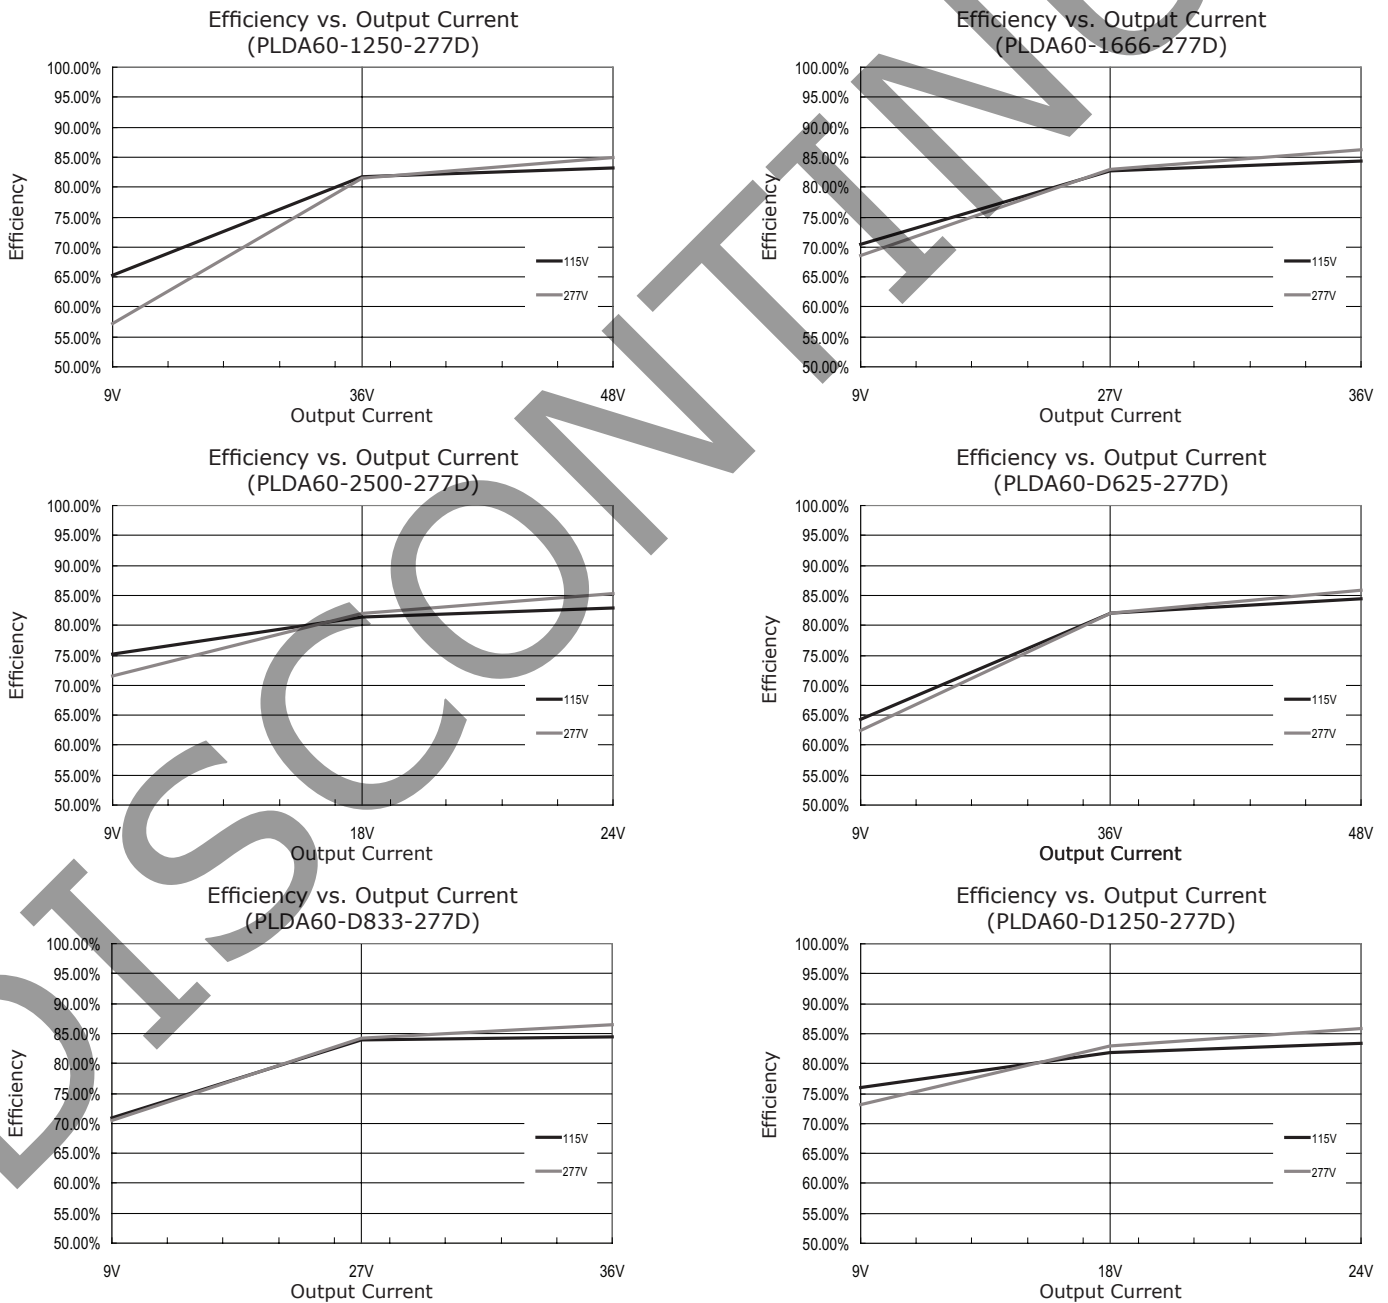 Efficiency vs. Output Current
(PLDA60-1250-277D)
100.00%
95.00%
90.00%
85.00%
80.00%
75.00%
70.00%
65.00%
60.00%
55.00%
50.00%
Efficiency
115V
277V
9V 36V 48V
Output Current
Efficiency vs. Output Current
(PLDA60-1666-277D)
100.00%
95.00%
90.00%
85.00%
80.00%
75.00%
70.00%
65.00%
60.00%
55.00%
50.00%
Efficiency
115V
277V
9V 27V 36V
Output Current
Efficiency vs. Output Current
(PLDA60-2500-277D)
100.00%
95.00%
90.00%
85.00%
80.00%
75.00%
70.00%
65.00%
60.00%
55.00%
50.00%
Efficiency
115V
277V
9V 18V 24V
Output Current
Efficiency vs. Output Current
(PLDA60-D625-277D)
100.00%
95.00%
90.00%
85.00%
80.00%
75.00%
70.00%
65.00%
60.00%
55.00%
50.00%
Efficiency
115V
277V
9V 36V 48V
Output Current
Efficiency vs. Output Current
(PLDA60-D833-277D)
100.00%
95.00%
90.00%
85.00%
80.00%
75.00%
70.00%
65.00%
60.00%
55.00%
50.00%
Efficiency
115V
277V
9V 27V 36V
Output Current
Efficiency vs. Output Current
(PLDA60-D1250-277D)
100.00%
95.00%
90.00%
85.00%
80.00%
75.00%
70.00%
65.00%
60.00%
55.00%
50.00%
Efficiency
115V
277V
9V 18V 24V
Output Current
DISCONTINU